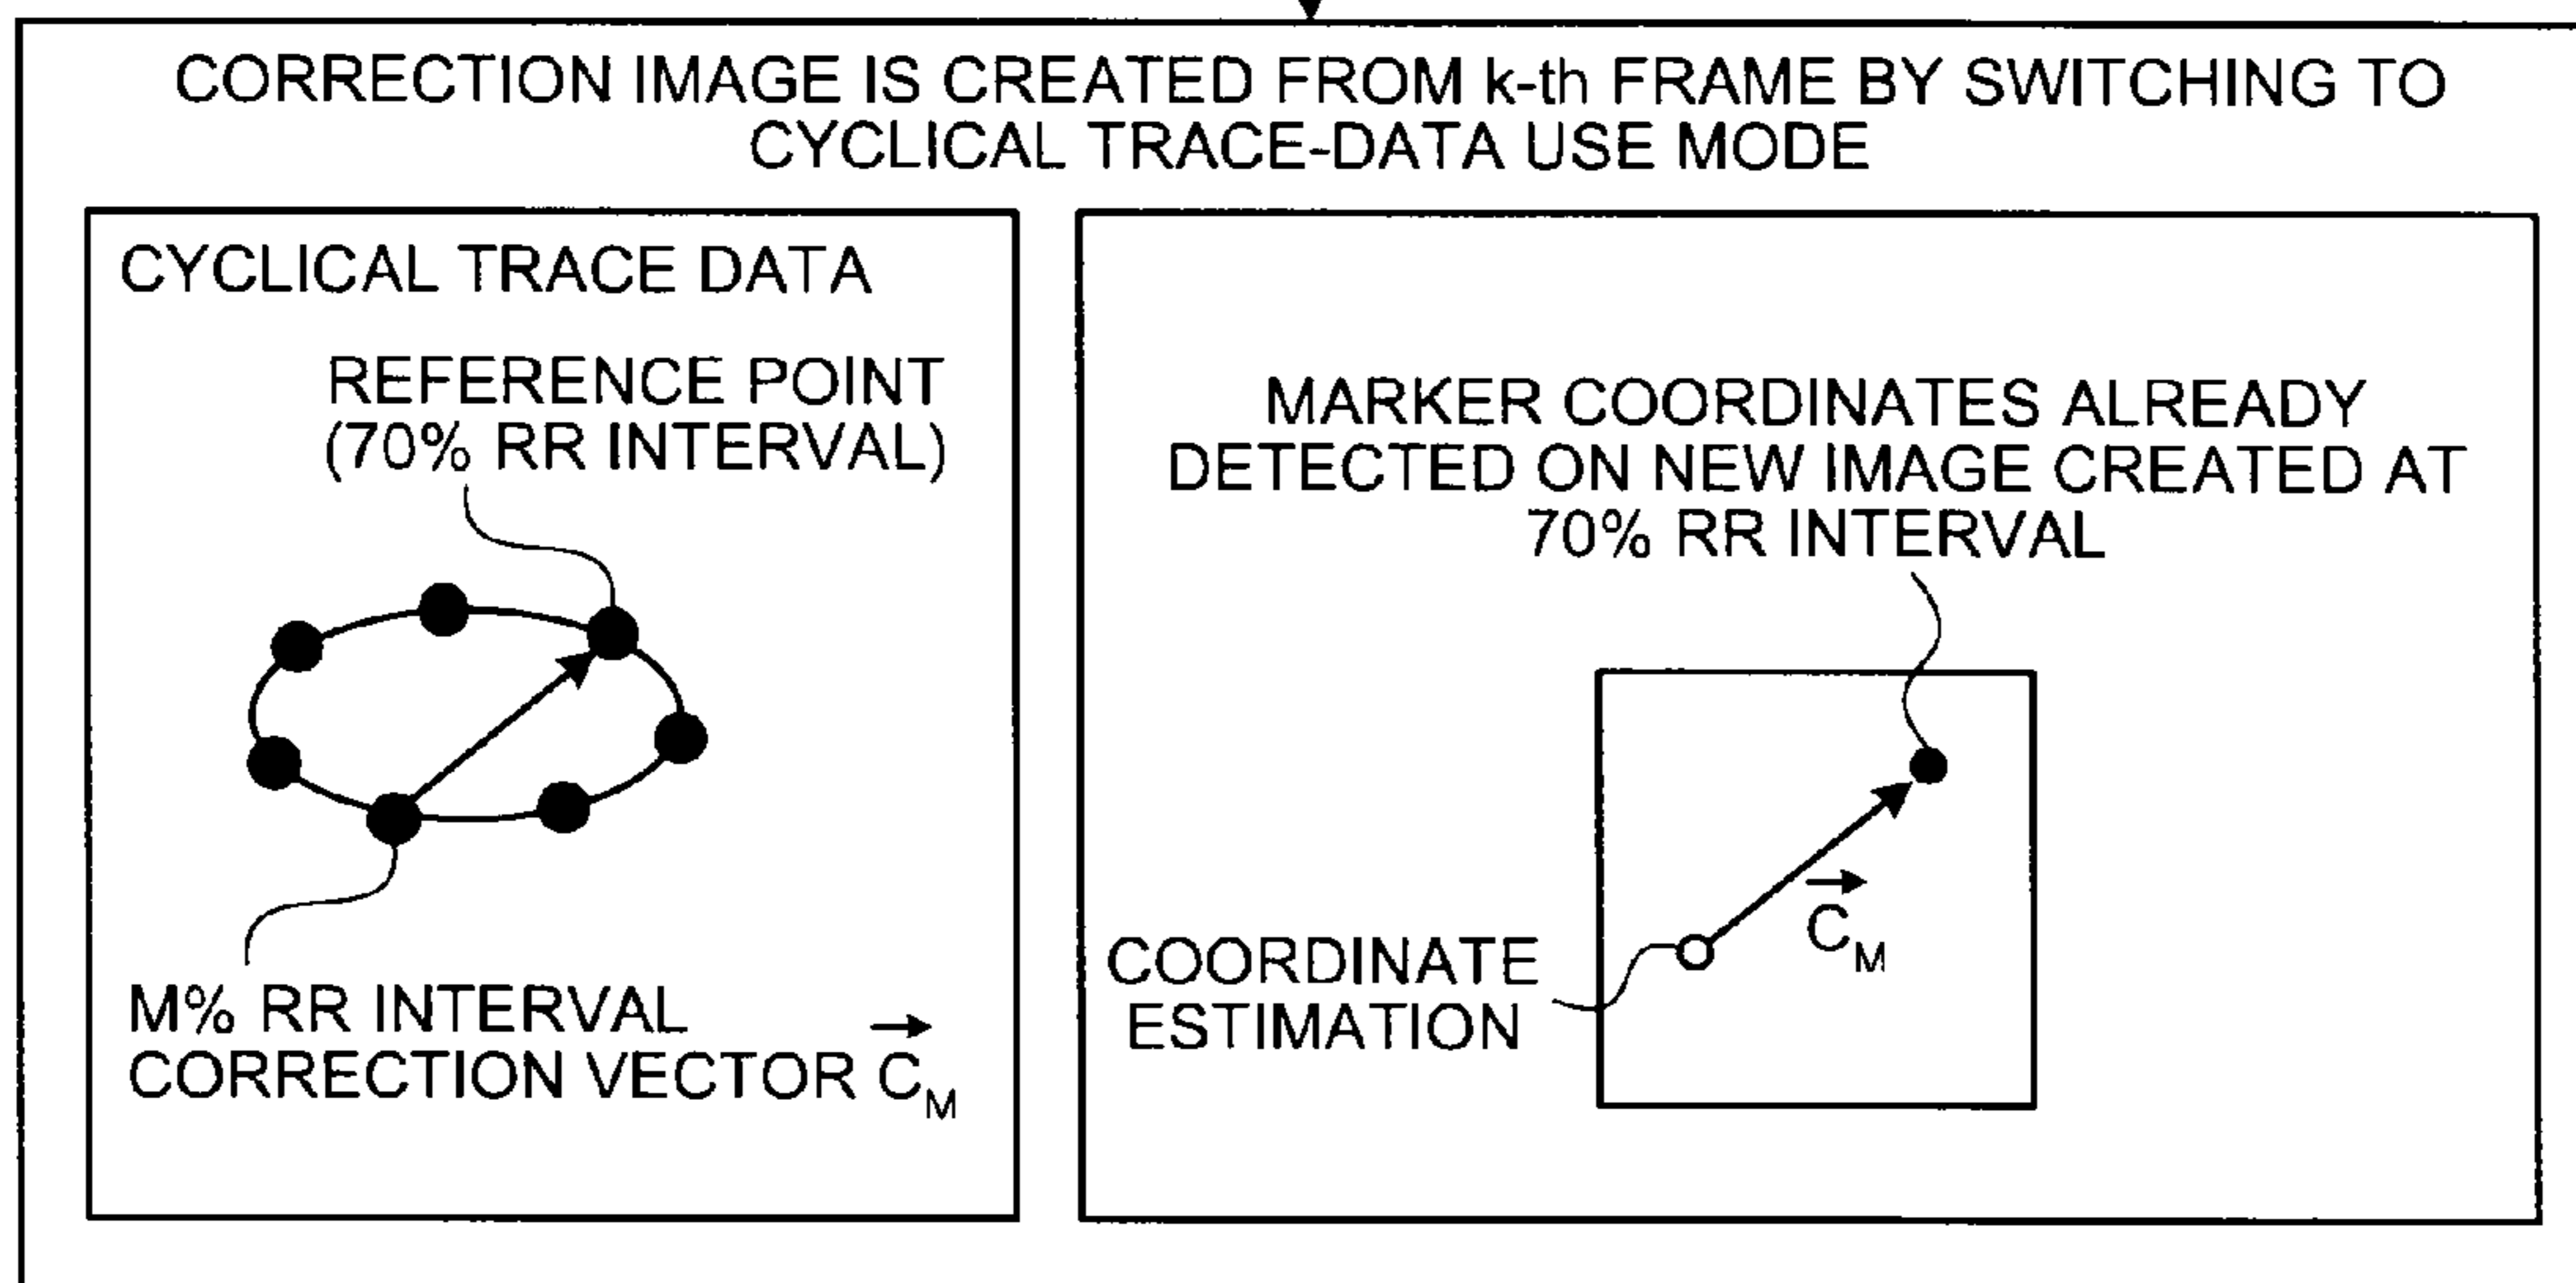 CORRECTION IMAGE IS CREATED FROM k-th FRAME BY SWITCHING TO
CYCLICAL TRACE-DATA USE MODE
CYCLICAL TRACE DATA
REFERENCE POINT
(70% RR INTERVAL)
M% RR INTERVAL
CORRECTION VECTOR C⃗M
MARKER COORDINATES ALREADY
DETECTED ON NEW IMAGE CREATED AT
70% RR INTERVAL
C⃗M
COORDINATE
ESTIMATION